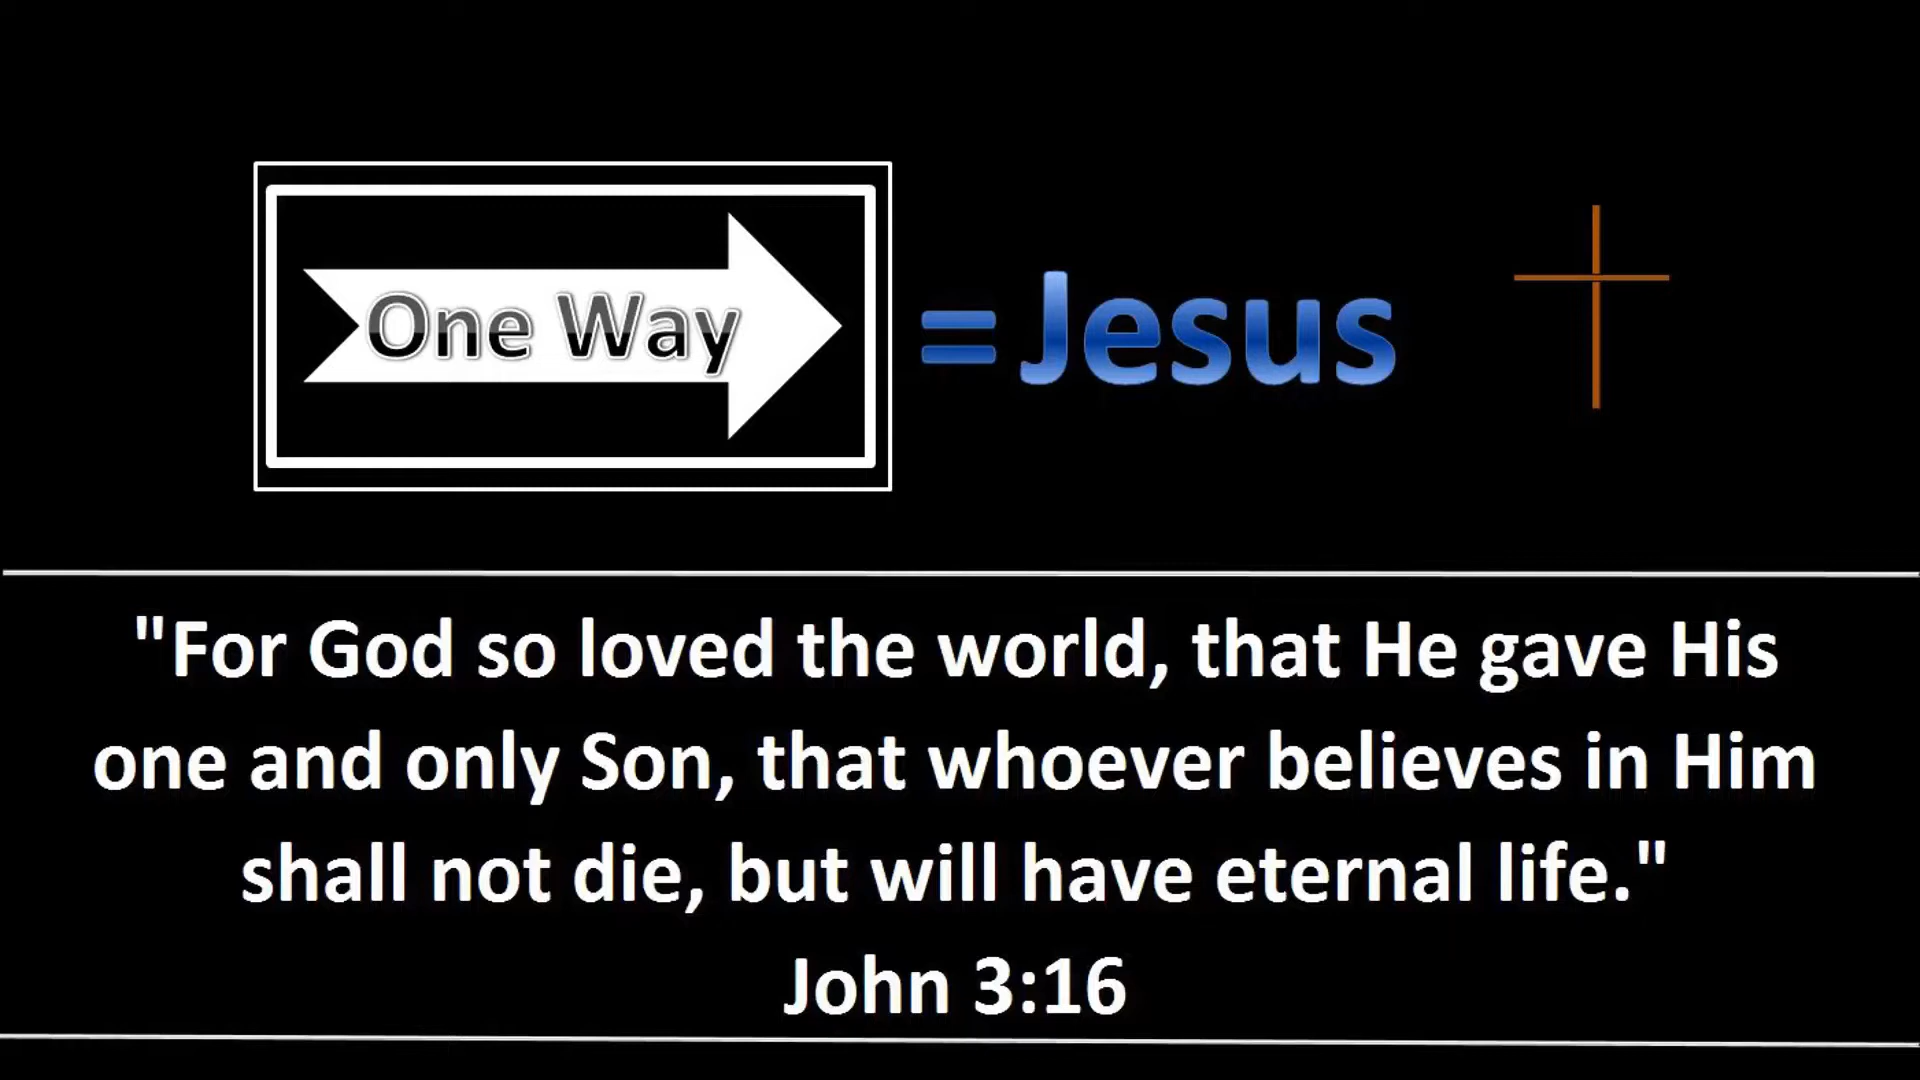 One Way = Jesus
"For God so loved the world, that He gave His
one and only Son, that whoever believes in Him
shall not die, but will have eternal life."
John 3:16